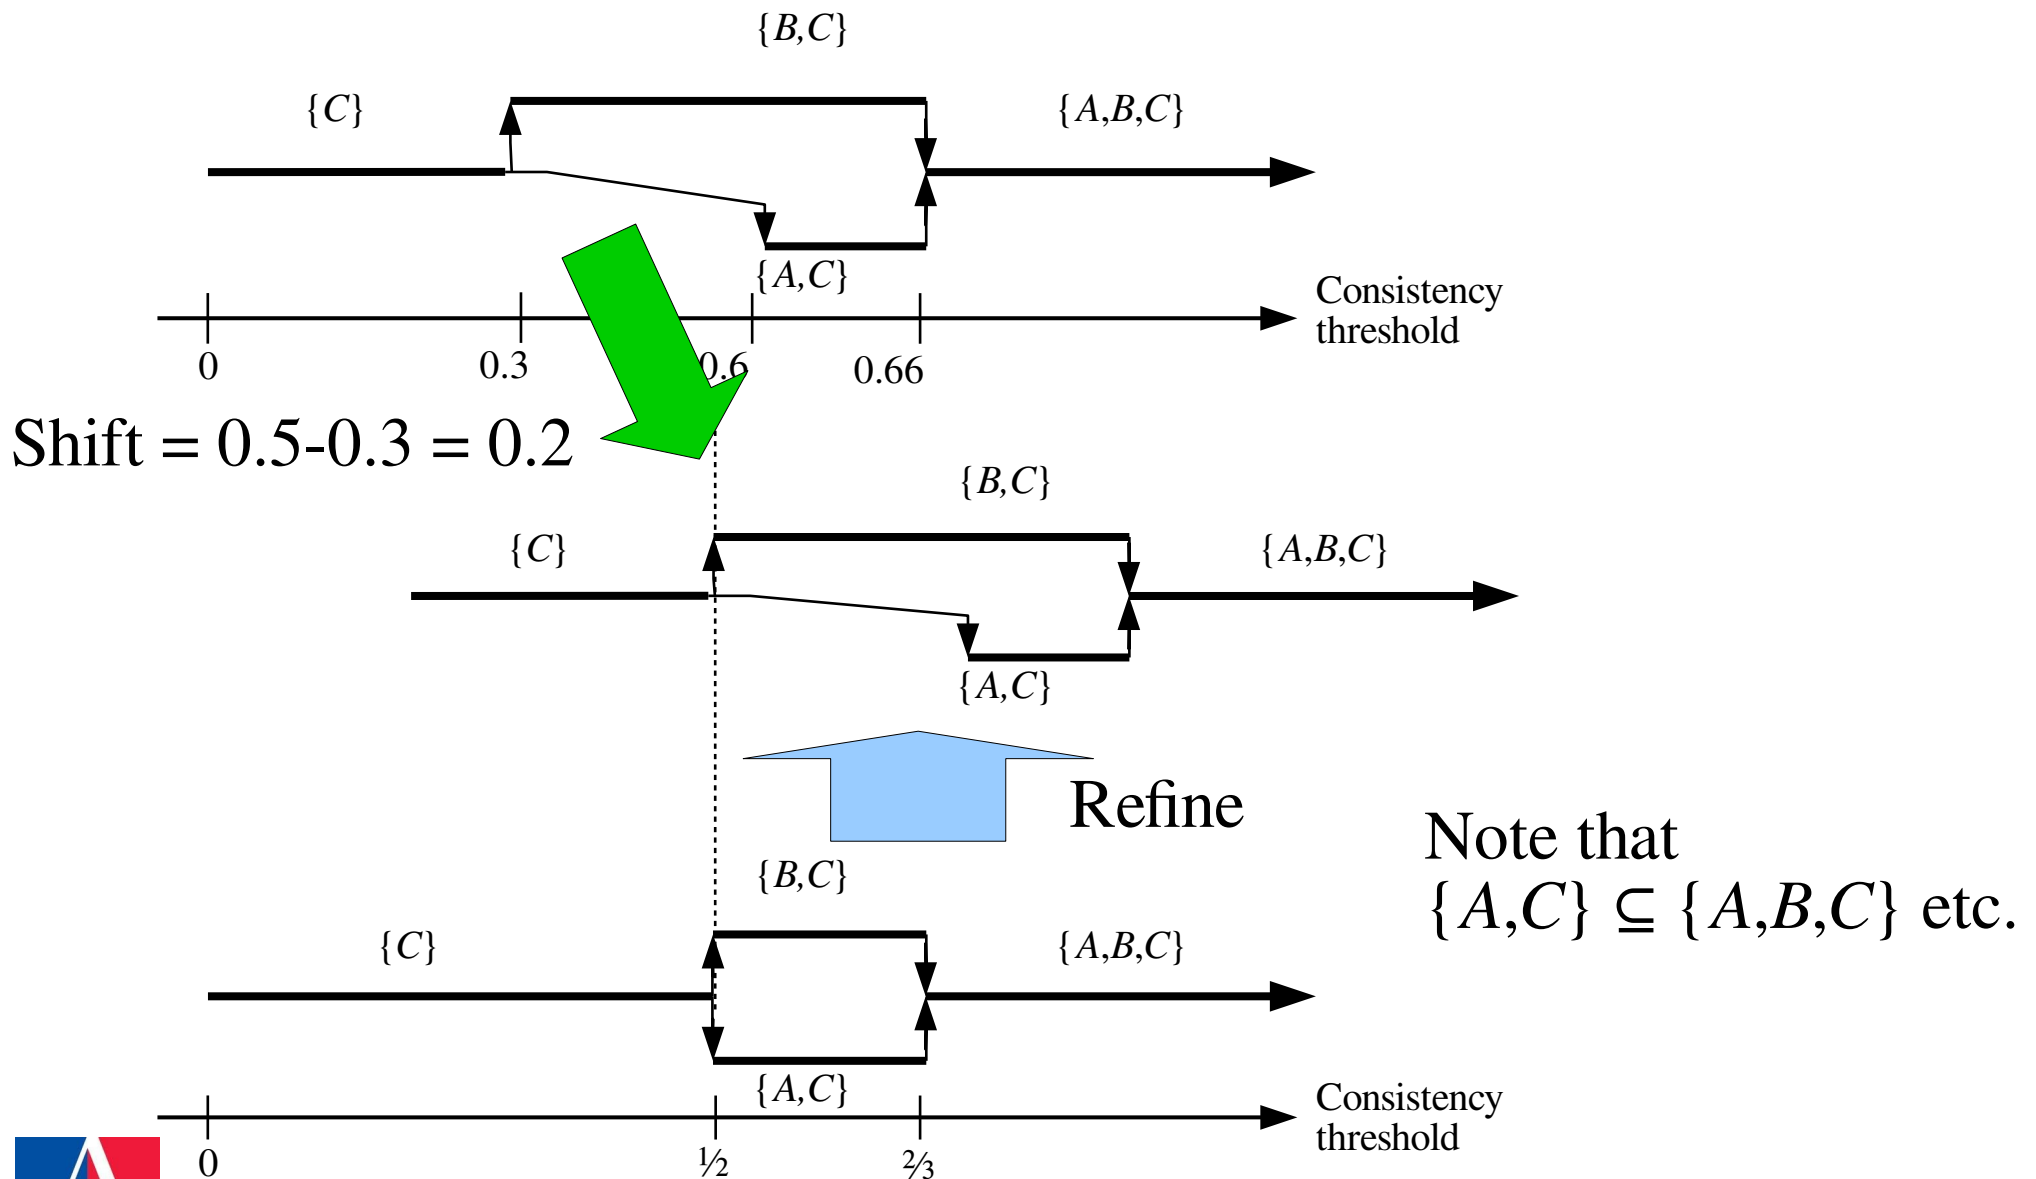 {B,C}
{C}
{A,B,C}
{A,C}
Consistency
threshold
0
0.3
0.6
0.66
Shift = 0.5-0.3 = 0.2
{B,C}
{C}
{A,B,C}
{A,C}
Refine
Note that
{A,C} ⊆ {A,B,C} etc.
{B,C}
{C}
{A,B,C}
{A,C}
Consistency
threshold
0
½
⅔